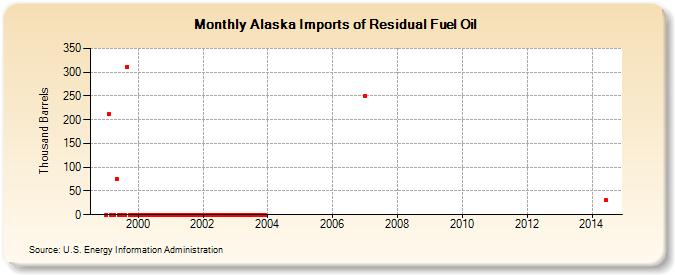 Monthly Alaska Imports of Residual Fuel Oil
Thousand Barrels
350
300
250
200
150
100
50
0
2000 2002 2004 2006 2008 2010 2012 2014
Source: U.S. Energy Information Administration